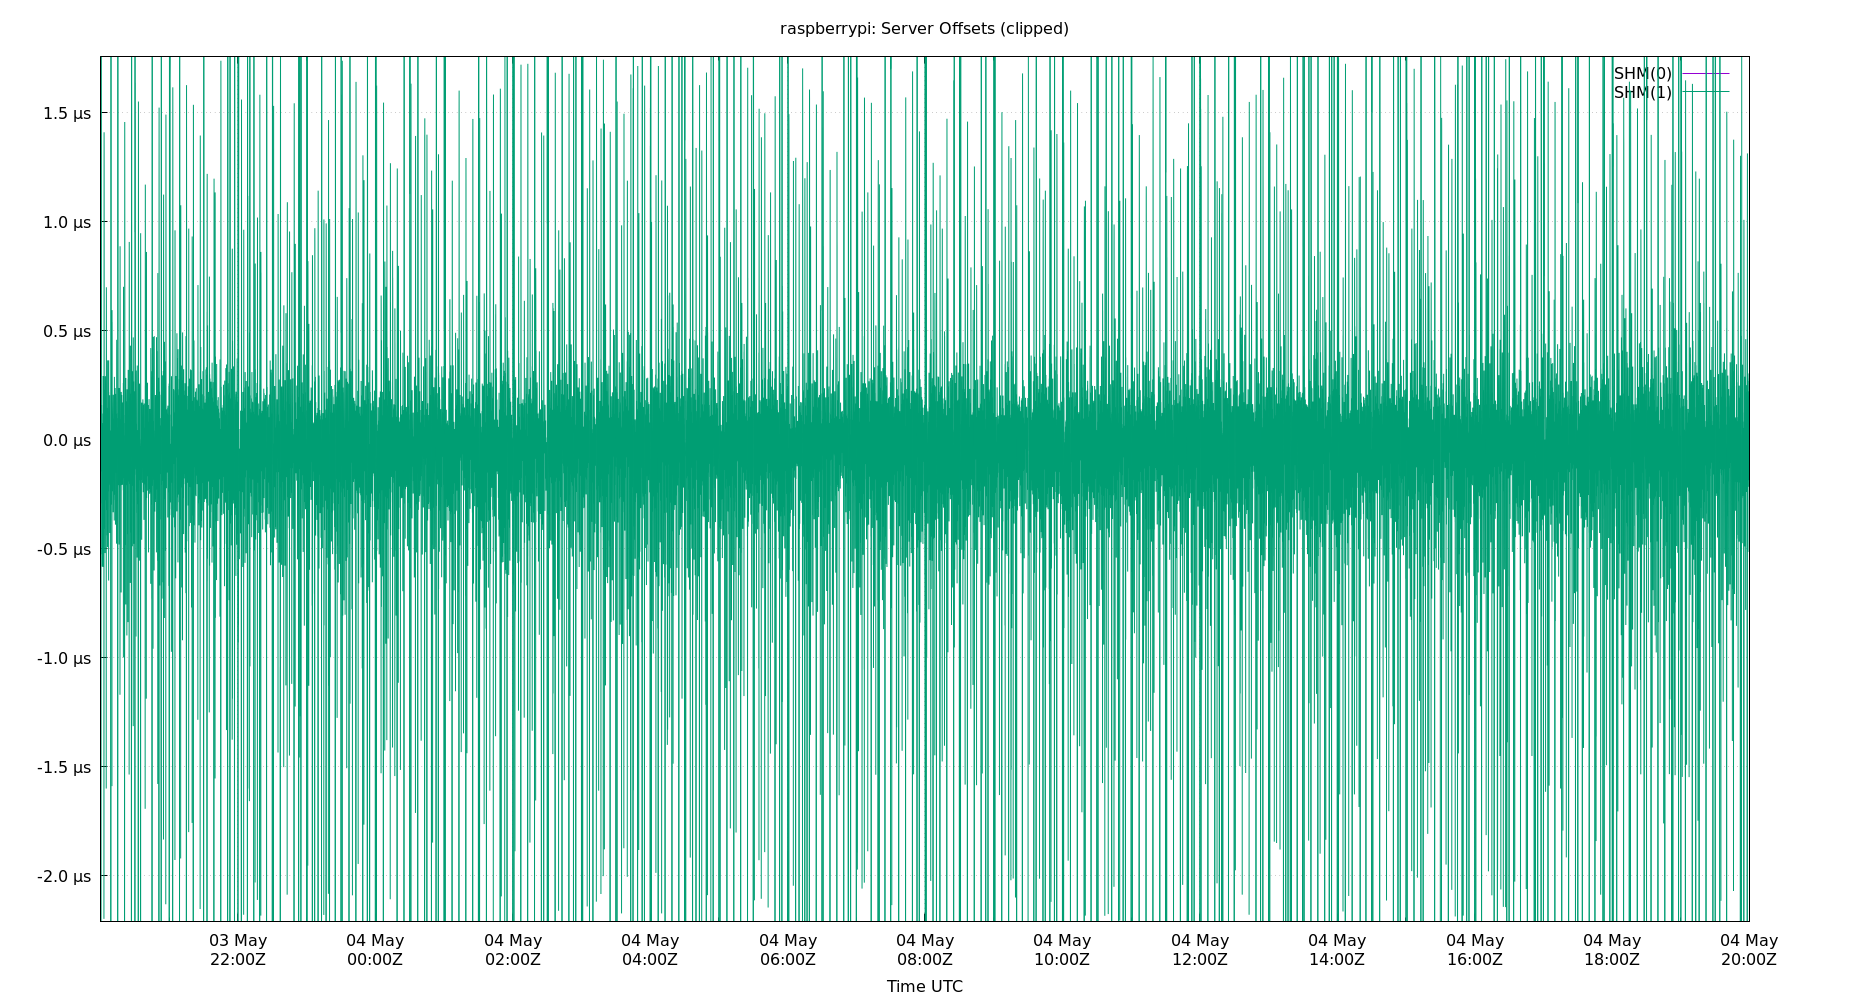 raspberrypi: Server Offsets (clipped)
SHM(0)
SHM(1)
1.5 µs
1.0 µs
0.5 µs
0.0 µs
-0.5 µs
-1.0 µs
-1.5 µs
-2.0 µs
03 May 04 May 04 May 04 May 04 May 04 May 04 May 04 May 04 May 04 May 04 May 04 May
22:00Z 00:00Z 02:00Z 04:00Z 06:00Z 08:00Z 10:00Z 12:00Z 14:00Z 16:00Z 18:00Z 20:00Z
Time UTC